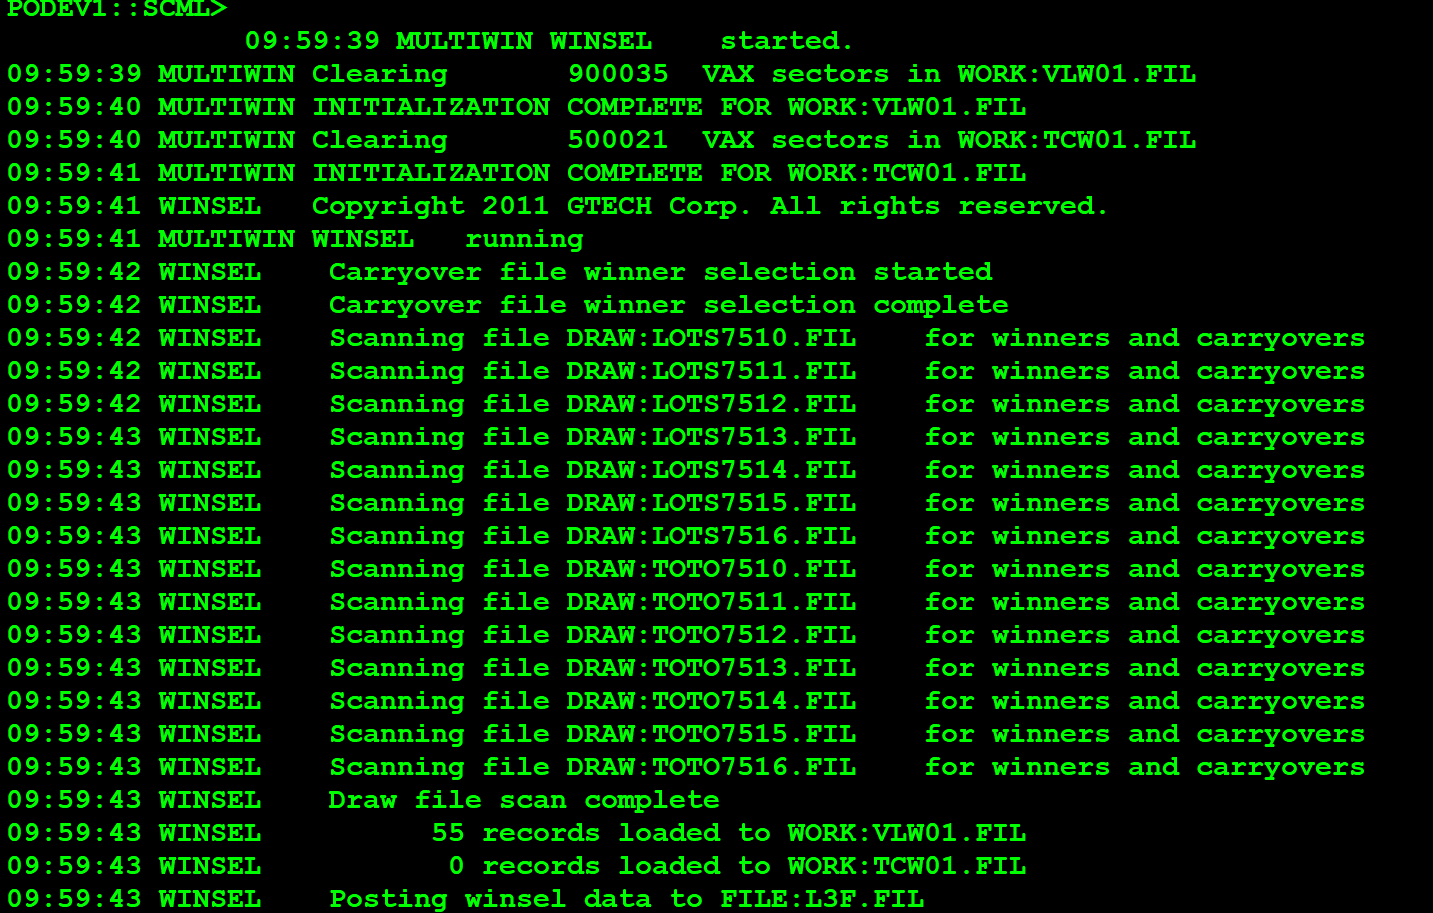 PODEV1::SCML>
09:59:39 MULTIWIN WINSEL    started.
09:59:39 MULTIWIN Clearing       900035  VAX sectors in WORK:VLW01.FIL
09:59:40 MULTIWIN INITIALIZATION COMPLETE FOR WORK:VLW01.FIL
09:59:40 MULTIWIN Clearing       500021  VAX sectors in WORK:TCW01.FIL
09:59:41 MULTIWIN INITIALIZATION COMPLETE FOR WORK:TCW01.FIL
09:59:41 WINSEL   Copyright 2011 GTECH Corp. All rights reserved.
09:59:41 MULTIWIN WINSEL   running
09:59:42 WINSEL    Carryover file winner selection started
09:59:42 WINSEL    Carryover file winner selection complete
09:59:42 WINSEL    Scanning file DRAW:LOTS7510.FIL    for winners and carryovers
09:59:42 WINSEL    Scanning file DRAW:LOTS7511.FIL    for winners and carryovers
09:59:42 WINSEL    Scanning file DRAW:LOTS7512.FIL    for winners and carryovers
09:59:43 WINSEL    Scanning file DRAW:LOTS7513.FIL    for winners and carryovers
09:59:43 WINSEL    Scanning file DRAW:LOTS7514.FIL    for winners and carryovers
09:59:43 WINSEL    Scanning file DRAW:LOTS7515.FIL    for winners and carryovers
09:59:43 WINSEL    Scanning file DRAW:LOTS7516.FIL    for winners and carryovers
09:59:43 WINSEL    Scanning file DRAW:TOTO7510.FIL    for winners and carryovers
09:59:43 WINSEL    Scanning file DRAW:TOTO7511.FIL    for winners and carryovers
09:59:43 WINSEL    Scanning file DRAW:TOTO7512.FIL    for winners and carryovers
09:59:43 WINSEL    Scanning file DRAW:TOTO7513.FIL    for winners and carryovers
09:59:43 WINSEL    Scanning file DRAW:TOTO7514.FIL    for winners and carryovers
09:59:43 WINSEL    Scanning file DRAW:TOTO7515.FIL    for winners and carryovers
09:59:43 WINSEL    Scanning file DRAW:TOTO7516.FIL    for winners and carryovers
09:59:43 WINSEL    Draw file scan complete
09:59:43 WINSEL          55 records loaded to WORK:VLW01.FIL
09:59:43 WINSEL           0 records loaded to WORK:TCW01.FIL
09:59:43 WINSEL    Posting winsel data to FILE:L3F.FIL